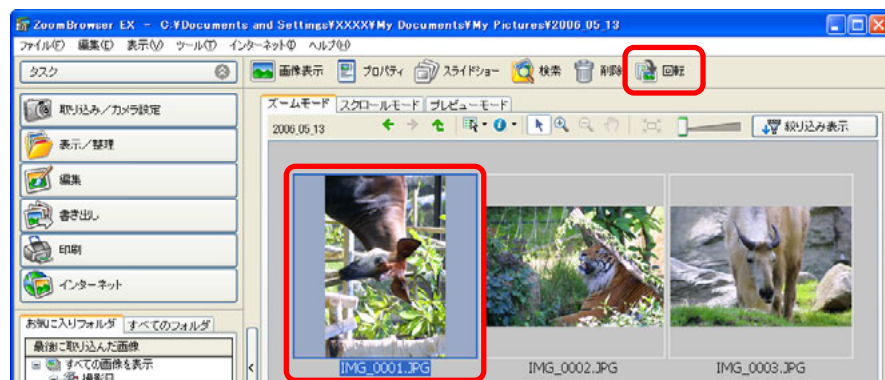 ZoomBrowser EX - C:¥Documents and Settings¥XXXX¥My Documents¥My Pictures¥2006_05_13
ファイル(F) 編集(E) 表示(V) ツール(T) インターネット(I) ヘルプ(H)
タスク 画像表示 プロパティ スライドショー 検索 削除 回転
取り込み/カメラ設定
表示/整理
編集
書き出し
印刷
インターネット
お気に入りフォルダ すべてのフォルダ
最後に取り込んだ画像
すべての画像を表示
撮影日
ズームモード スクロールモード プレビューモード
2006_05_13 絞り込み表示
IMG_0001.JPG IMG_0002.JPG IMG_0003.JPG